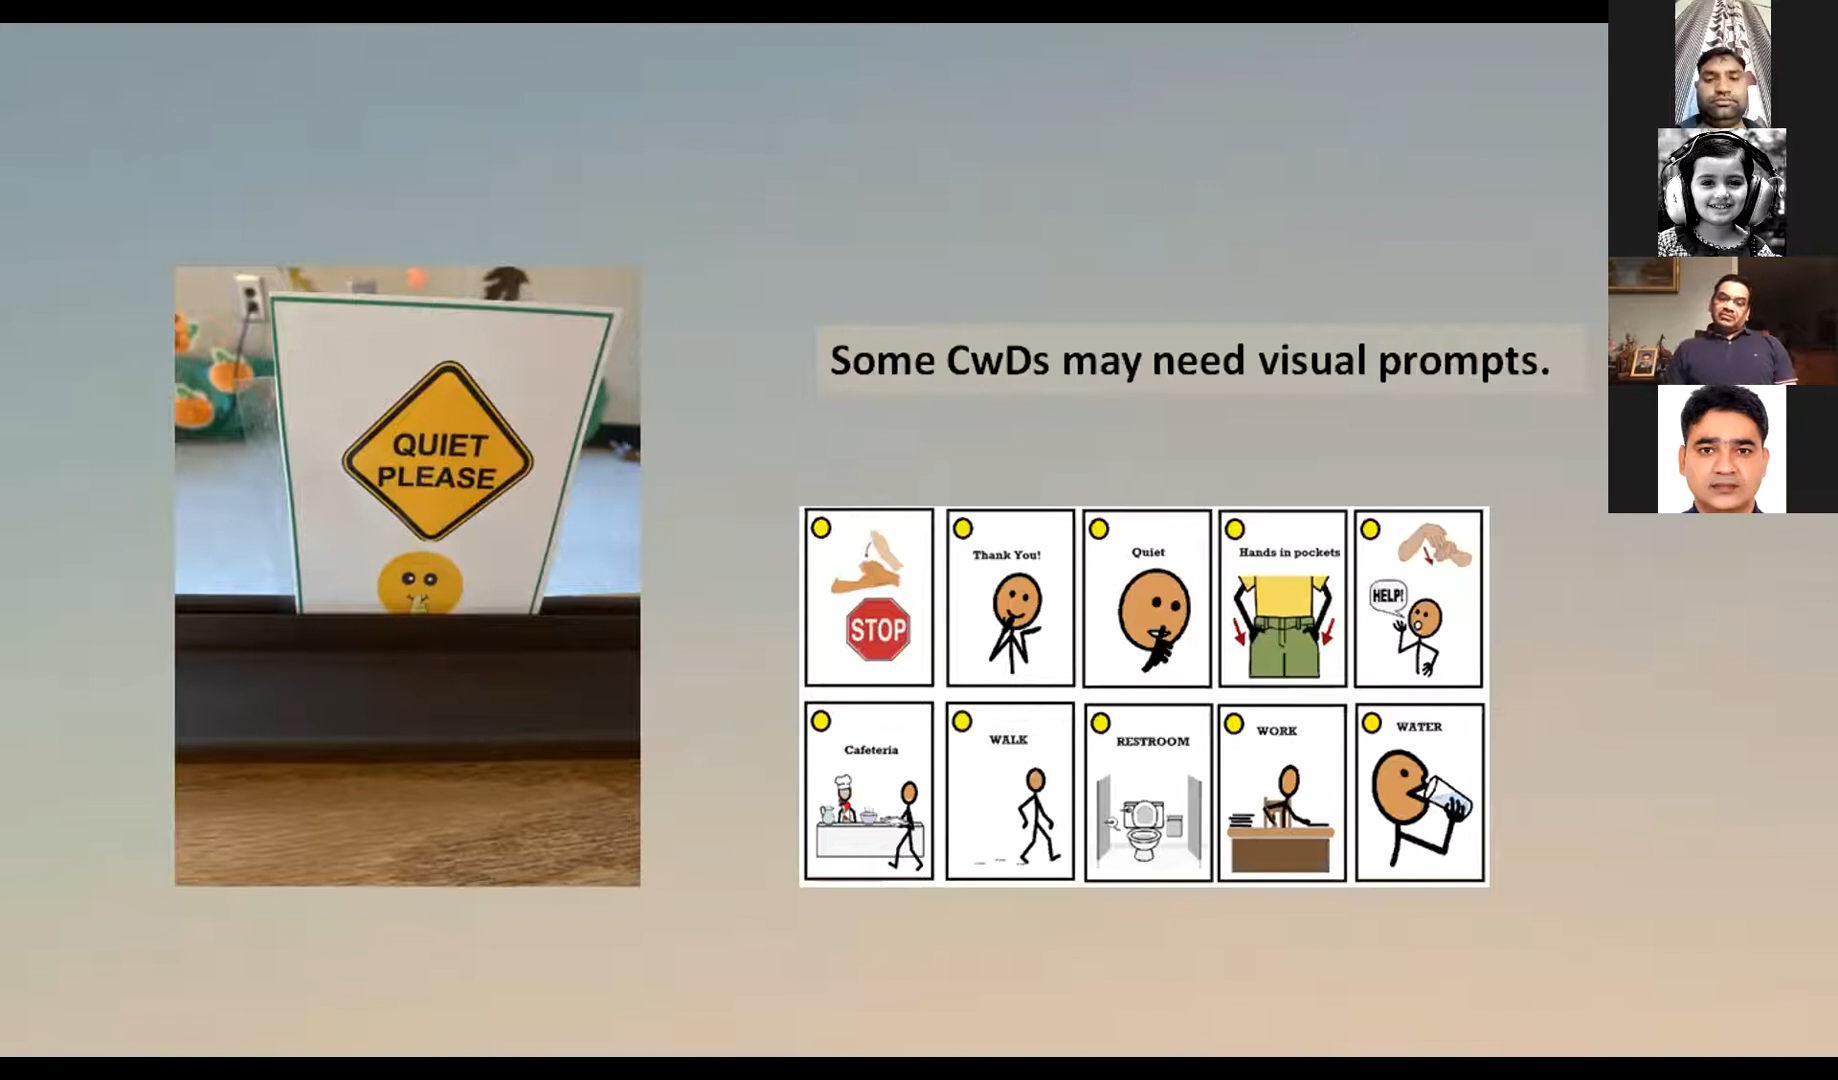 QUIET
PLEASE
Some CwDs may need visual prompts.
STOP
Thank You!
Quiet
Hands in pockets
HELP!
Cafeteria
WALK
RESTROOM
WORK
WATER